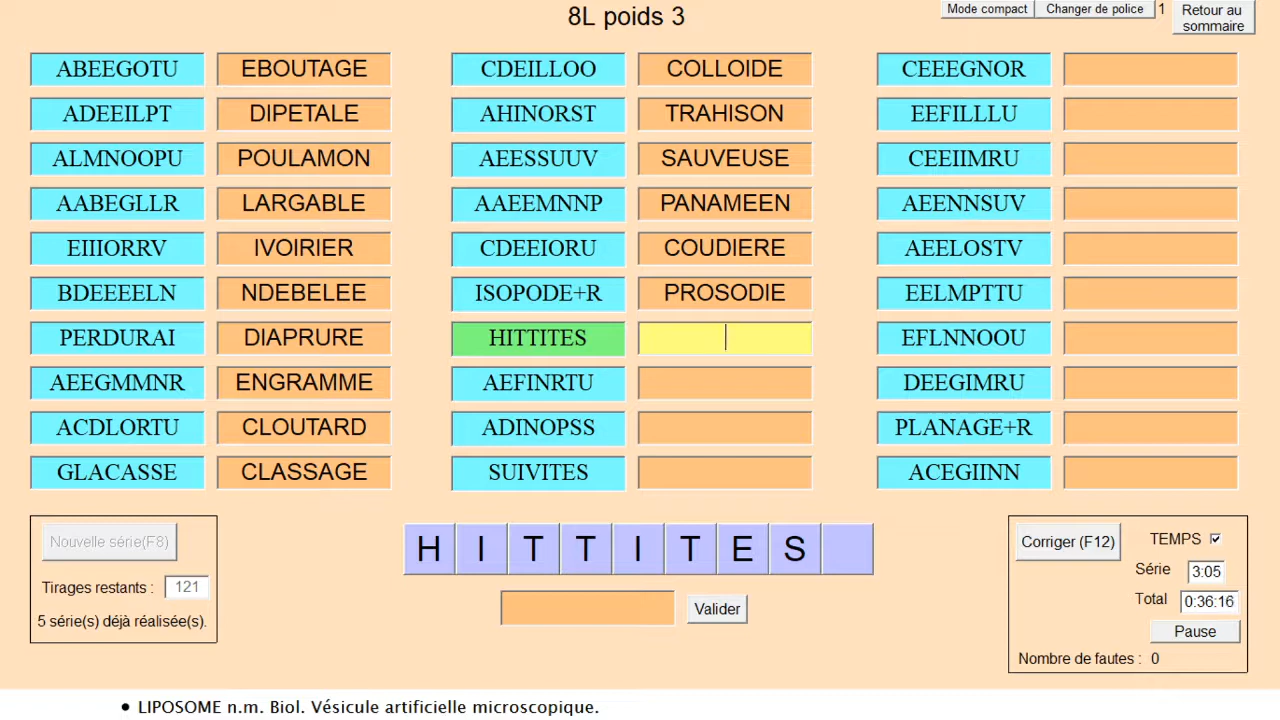 8L poids 3
Mode compact Changer de police 1 Retour au sommaire
ABEEGOTU EBOUTAGE CDEILLOO COLLOIDE CEEEGNOR
ADEEILPT DIPETALE AHINORST TRAHISON EEFILLLU
ALMNOOPU POULAMON AEESSUUV SAUVEUSE CEEIIMRU
AABEGLLR LARGABLE AAEEMNNP PANAMEEN AEENNSUV
EIIIORRV IVOIRIER CDEEIORU COUDIERE AEELOSTV
BDEEEELN NDEBELEE ISOPODE+R PROSODIE EELMPTTU
PERDURAI DIAPRURE HITTITES EFLNNOOU
AEEGMMNR ENGRAMME AEFINRTU DEEGIMRU
ACDLORTU CLOUTARD ADINOPSS PLANAGE+R
GLACASSE CLASSAGE SUIVITES ACEGIINN
Nouvelle série(F8)
Tirages restants : 121
5 série(s) déjà réalisée(s).
H I T T I T E S
Valider
Corriger (F12) TEMPS
Série 3:05
Total 0:36:16
Pause
Nombre de fautes : 0
• LIPOSOME n.m. Biol. Vésicule artificielle microscopique.